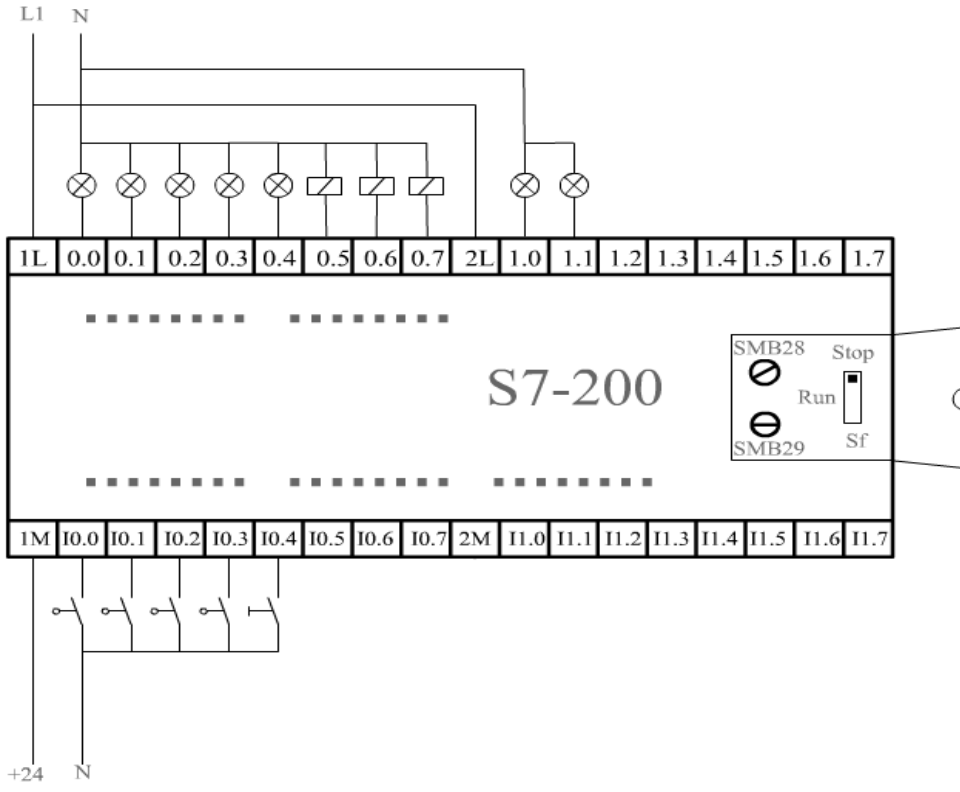 L1 N
1L 0.0 0.1 0.2 0.3 0.4 0.5 0.6 0.7 2L 1.0 1.1 1.2 1.3 1.4 1.5 1.6 1.7
SMB28 Stop
S7-200
Run
SMB29 Sf
1M I0.0 I0.1 I0.2 I0.3 I0.4 I0.5 I0.6 I0.7 2M I1.0 I1.1 I1.2 I1.3 I1.4 I1.5 I1.6 I1.7
+24 N